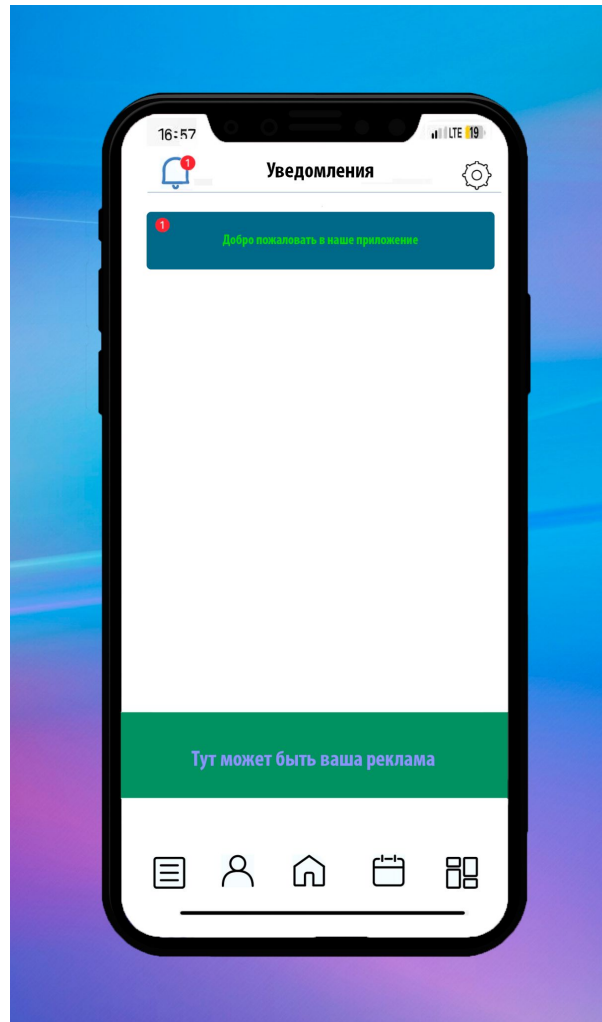 16:57
LTE 19
1
Уведомления
1
Добро пожаловать в наше приложение
Тут может быть ваша реклама